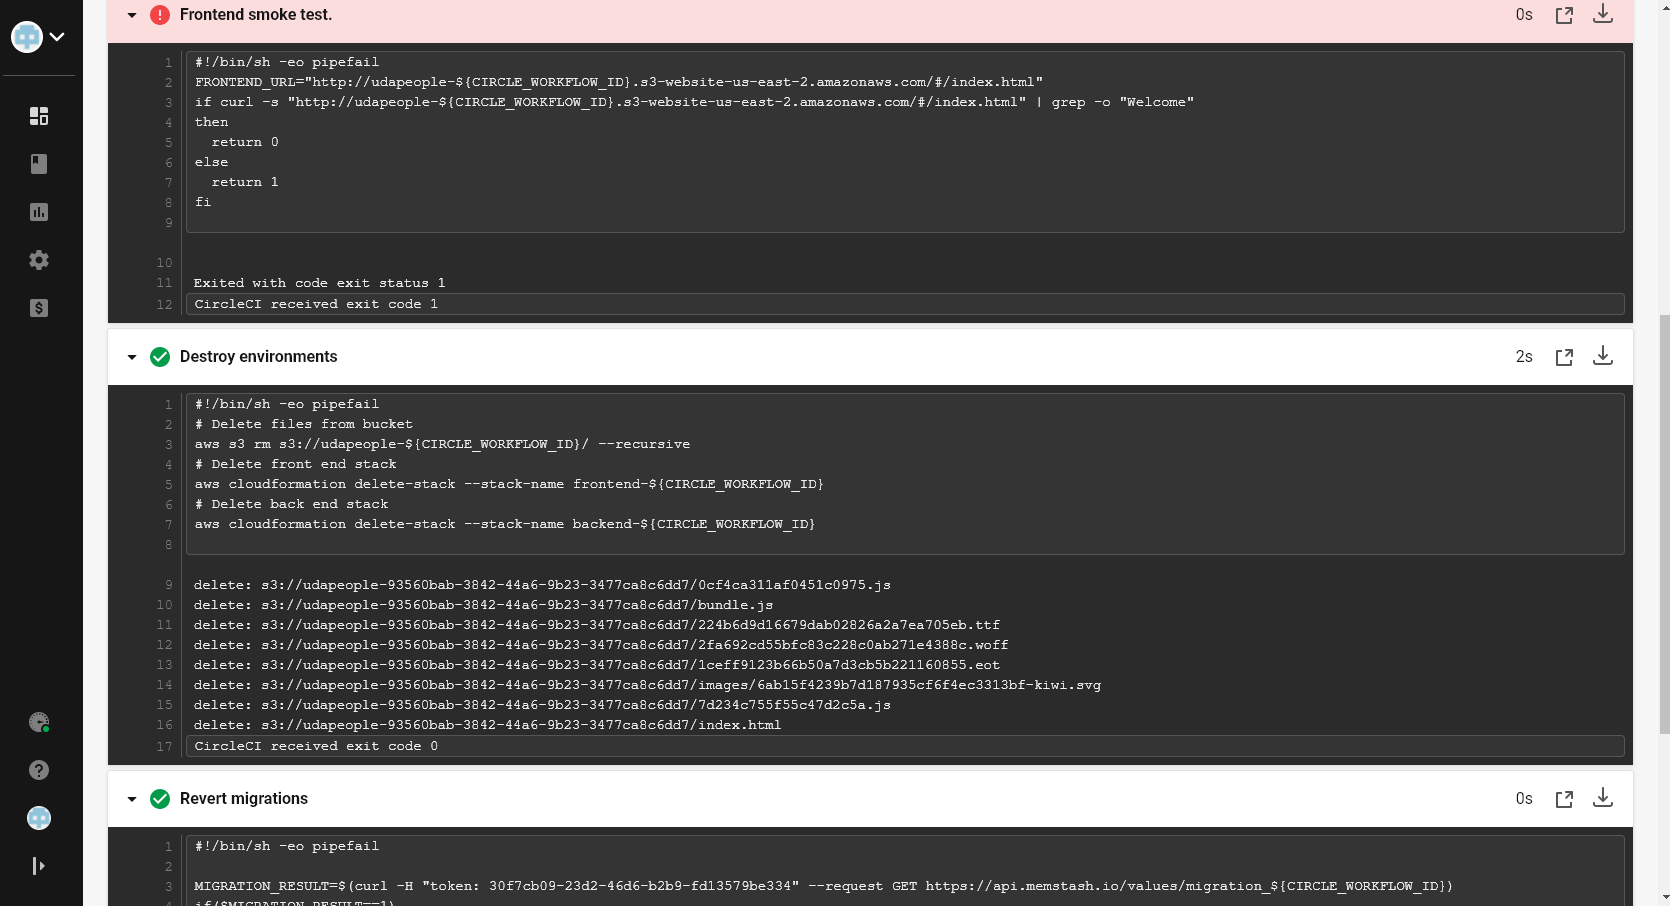 Frontend smoke test.
0s
1 #!/bin/sh -eo pipefail
2 FRONTEND_URL="http://udapeople-${CIRCLE_WORKFLOW_ID}.s3-website-us-east-2.amazonaws.com/#/index.html"
3 if curl -s "http://udapeople-${CIRCLE_WORKFLOW_ID}.s3-website-us-east-2.amazonaws.com/#/index.html" | grep -o "Welcome"
4 then
5 return 0
6 else
7 return 1
8 fi
9
10
11 Exited with code exit status 1
12 CircleCI received exit code 1
Destroy environments
2s
1 #!/bin/sh -eo pipefail
2 # Delete files from bucket
3 aws s3 rm s3://udapeople-${CIRCLE_WORKFLOW_ID}/ --recursive
4 # Delete front end stack
5 aws cloudformation delete-stack --stack-name frontend-${CIRCLE_WORKFLOW_ID}
6 # Delete back end stack
7 aws cloudformation delete-stack --stack-name backend-${CIRCLE_WORKFLOW_ID}
8
9 delete: s3://udapeople-93560bab-3842-44a6-9b23-3477ca8c6dd7/0cf4ca311af0451c0975.js
10 delete: s3://udapeople-93560bab-3842-44a6-9b23-3477ca8c6dd7/bundle.js
11 delete: s3://udapeople-93560bab-3842-44a6-9b23-3477ca8c6dd7/224b6d9d16679dab02826a2a7ea705eb.ttf
12 delete: s3://udapeople-93560bab-3842-44a6-9b23-3477ca8c6dd7/2fa692cd55bfc83c228c0ab271e4388c.woff
13 delete: s3://udapeople-93560bab-3842-44a6-9b23-3477ca8c6dd7/1ceff9123b66b50a7d3cb5b221160855.eot
14 delete: s3://udapeople-93560bab-3842-44a6-9b23-3477ca8c6dd7/images/6ab15f4239b7d187935cf6f4ec3313bf-kiwi.svg
15 delete: s3://udapeople-93560bab-3842-44a6-9b23-3477ca8c6dd7/7d234c755f55c47d2c5a.js
16 delete: s3://udapeople-93560bab-3842-44a6-9b23-3477ca8c6dd7/index.html
17 CircleCI received exit code 0
Revert migrations
0s
1 #!/bin/sh -eo pipefail
2
3 MIGRATION_RESULT=$(curl -H "token: 30f7cb09-23d2-46d6-b2b9-fd13579be334" --request GET https://api.memstash.io/values/migration_${CIRCLE_WORKFLOW_ID})
4 if($MIGRATION_RESULT==1)